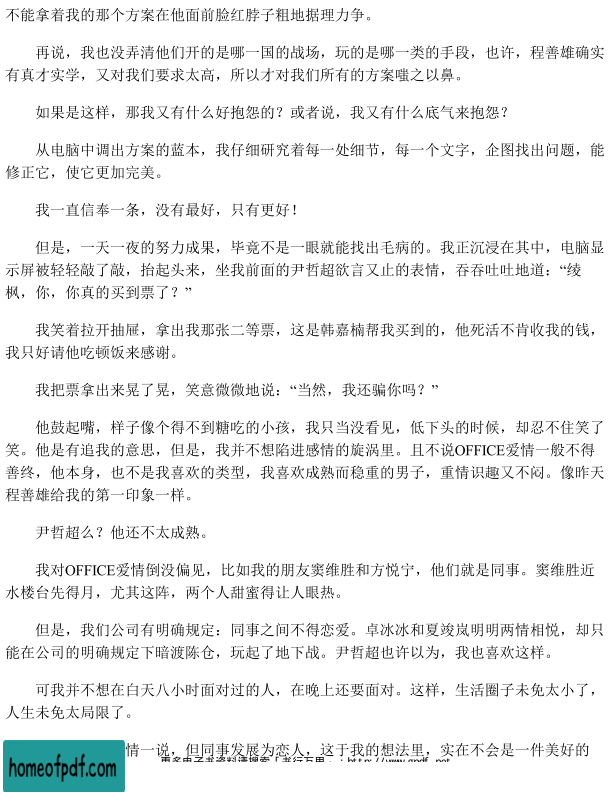 不能拿着我的那个方案在他面前脸红脖子粗地据理力争。
再说，我也没弄清他们开的是哪一国的战场，玩的是哪一类的手段，也许，程善雄确实
有真才实学，又对我们要求太高，所以才对我们所有的方案嗤之以鼻。
如果是这样，那我又有什么好抱怨的？或者说，我又有什么底气来抱怨？
从电脑中调出方案的蓝本，我仔细研究着每一处细节，每一个文字，企图找出问题，能
修正它，使它更加完美。
我一直信奉一条，没有最好，只有更好！
但是，一天一夜的努力成果，毕竟不是一眼就能找出毛病的。我正沉浸在其中，电脑显
示屏被轻轻敲了敲，抬起头来，坐我前面的尹哲超欲言又止的表情，吞吞吐吐地道：“绫
枫，你，你真的买到票了？”
我笑着拉开抽屉，拿出我那张二等票，这是韩嘉楠帮我买到的，他死活不肯收我的钱，
我只好请他吃顿饭来感谢。
我把票拿出来晃了晃，笑意微微地说：“当然，我还骗你吗？”
他鼓起嘴，样子像个得不到糖吃的小孩，我只当没看见，低下头的时候，却忍不住笑了
笑。他是有追我的意思，但是，我并不想陷进感情的旋涡里。且不说OFFICE爱情一般不得
善终，他本身，也不是我喜欢的类型，我喜欢成熟而稳重的男子，重情识趣又不闷。像昨天
程善雄给我的第一印象一样。
尹哲超么？他还不太成熟。
我对OFFICE爱情倒没偏见，比如我的朋友窦维胜和方悦宁，他们就是同事。窦维胜近
水楼台先得月，尤其这阵，两个人甜蜜得让人眼热。
但是，我们公司有明确规定：同事之间不得恋爱。卓冰冰和夏竣岚明明两情相悦，却只
能在公司的明确规定下暗渡陈仓，玩起了地下战。尹哲超也许以为，我也喜欢这样。
可我并不想在白天八小时面对过的人，在晚上还要面对。这样，生活圈子未免太小了，
人生未免太局限了。
情一说，但同事发展为恋人，这于我的想法里，实在不会是一件美好的
homeofpdf.com